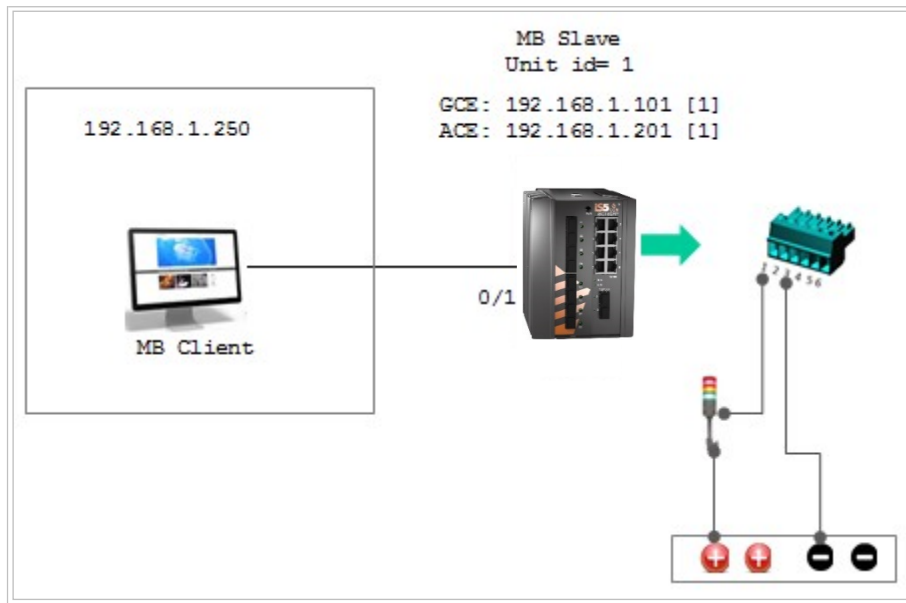 MB Slave
Unit id= 1
GCE: 192.168.1.101 [1]
ACE: 192.168.1.201 [1]
192.168.1.250
0/1
MB Client
1 2 3 4 5 6